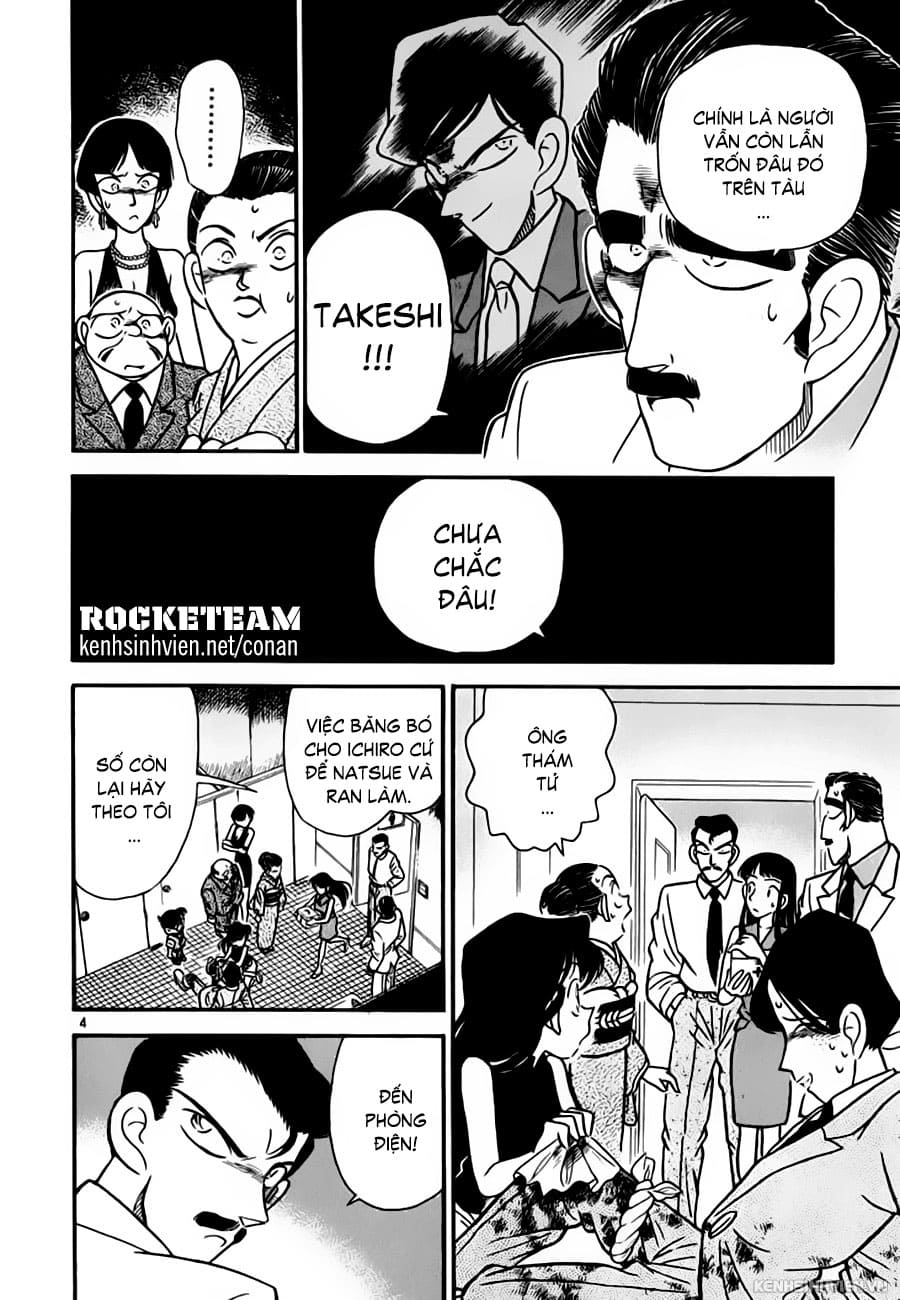 CHÍNH LÀ NGƯỜI
VẪN CÒN LẨN
TRỐN ĐÂU ĐÓ
TRÊN TÀU
...
TAKESHI
!!!
........
CHƯA
CHẮC
ĐÂU!
ROCKETEAM
kenhsinhvien.net/conan
ÔNG
THÁM
TỬ
...
VIỆC BĂNG BÓ
CHO ICHIRO CỨ
ĐỂ NATSUE VÀ
RAN LÀM.
SỐ CÒN
LẠI HÃY
THEO TÔI
...
4
ĐẾN
PHÒNG
ĐIỆN!
KENHSINHVIEN.VN